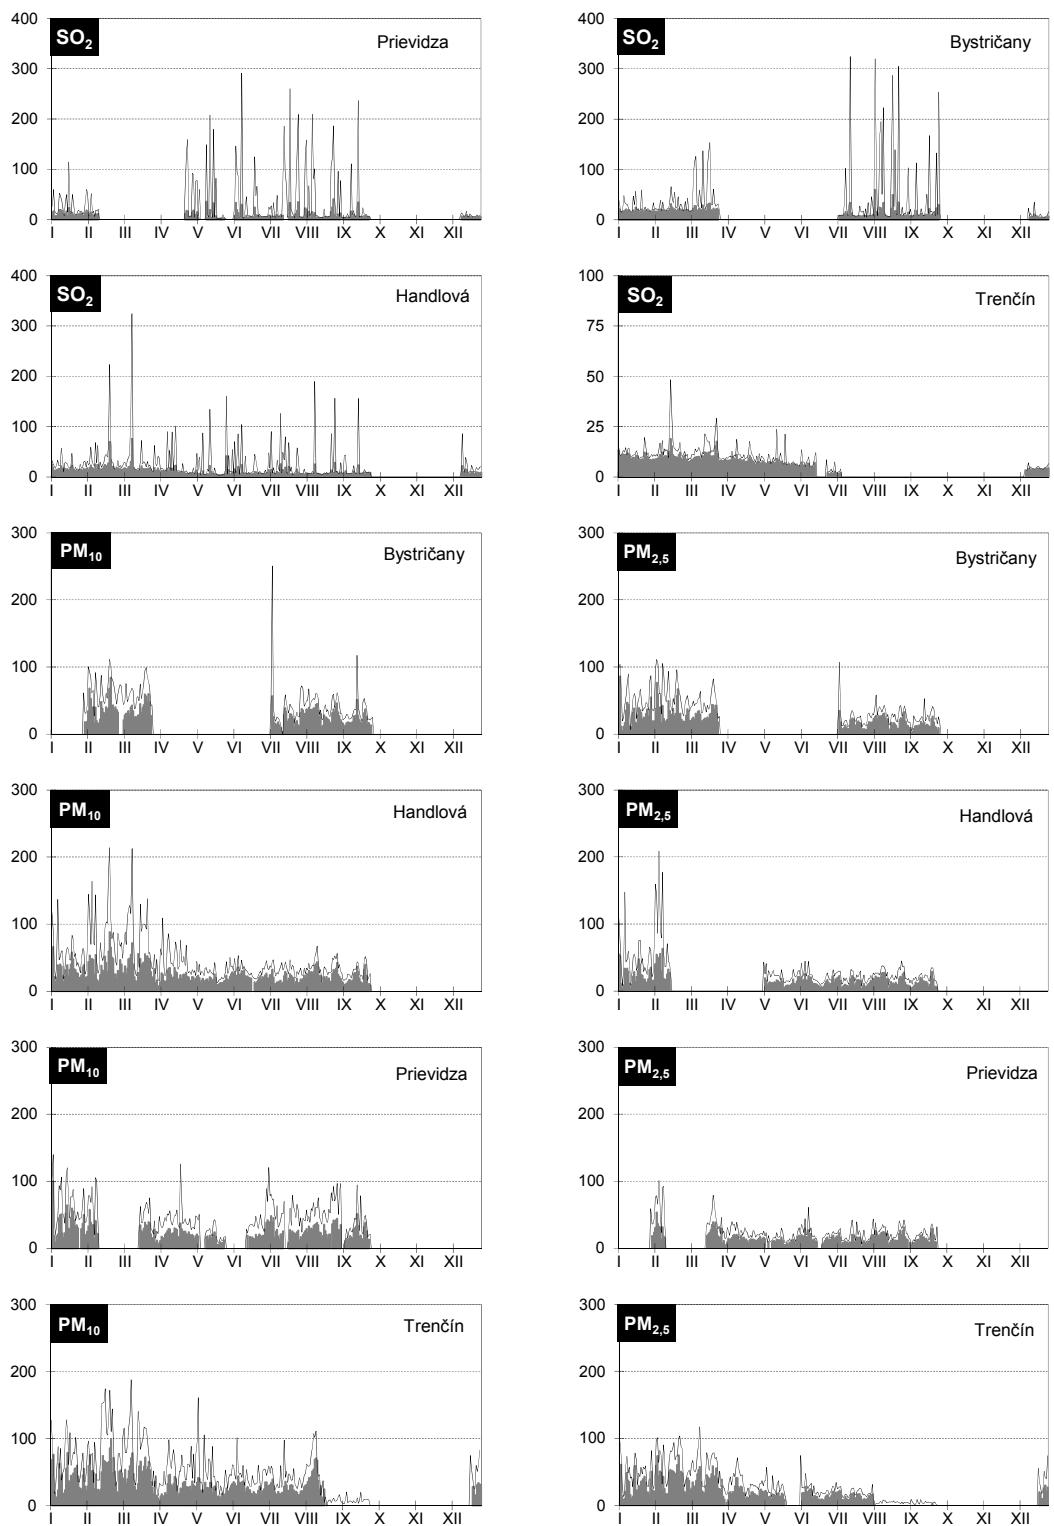 SO2 Prievidza
400
300
200
100
0
I II III IV V VI VII VIII IX X XI XII
SO2 Bystričany
400
300
200
100
0
I II III IV V VI VII VIII IX X XI XII
SO2 Handlová
400
300
200
100
0
I II III IV V VI VII VIII IX X XI XII
SO2 Trenčín
100
75
50
25
0
I II III IV V VI VII VIII IX X XI XII
PM10 Bystričany
300
200
100
0
I II III IV V VI VII VIII IX X XI XII
PM2,5 Bystričany
300
200
100
0
I II III IV V VI VII VIII IX X XI XII
PM10 Handlová
300
200
100
0
I II III IV V VI VII VIII IX X XI XII
PM2,5 Handlová
300
200
100
0
I II III IV V VI VII VIII IX X XI XII
PM10 Prievidza
300
200
100
0
I II III IV V VI VII VIII IX X XI XII
PM2,5 Prievidza
300
200
100
0
I II III IV V VI VII VIII IX X XI XII
PM10 Trenčín
300
200
100
0
I II III IV V VI VII VIII IX X XI XII
PM2,5 Trenčín
300
200
100
0
I II III IV V VI VII VIII IX X XI XII